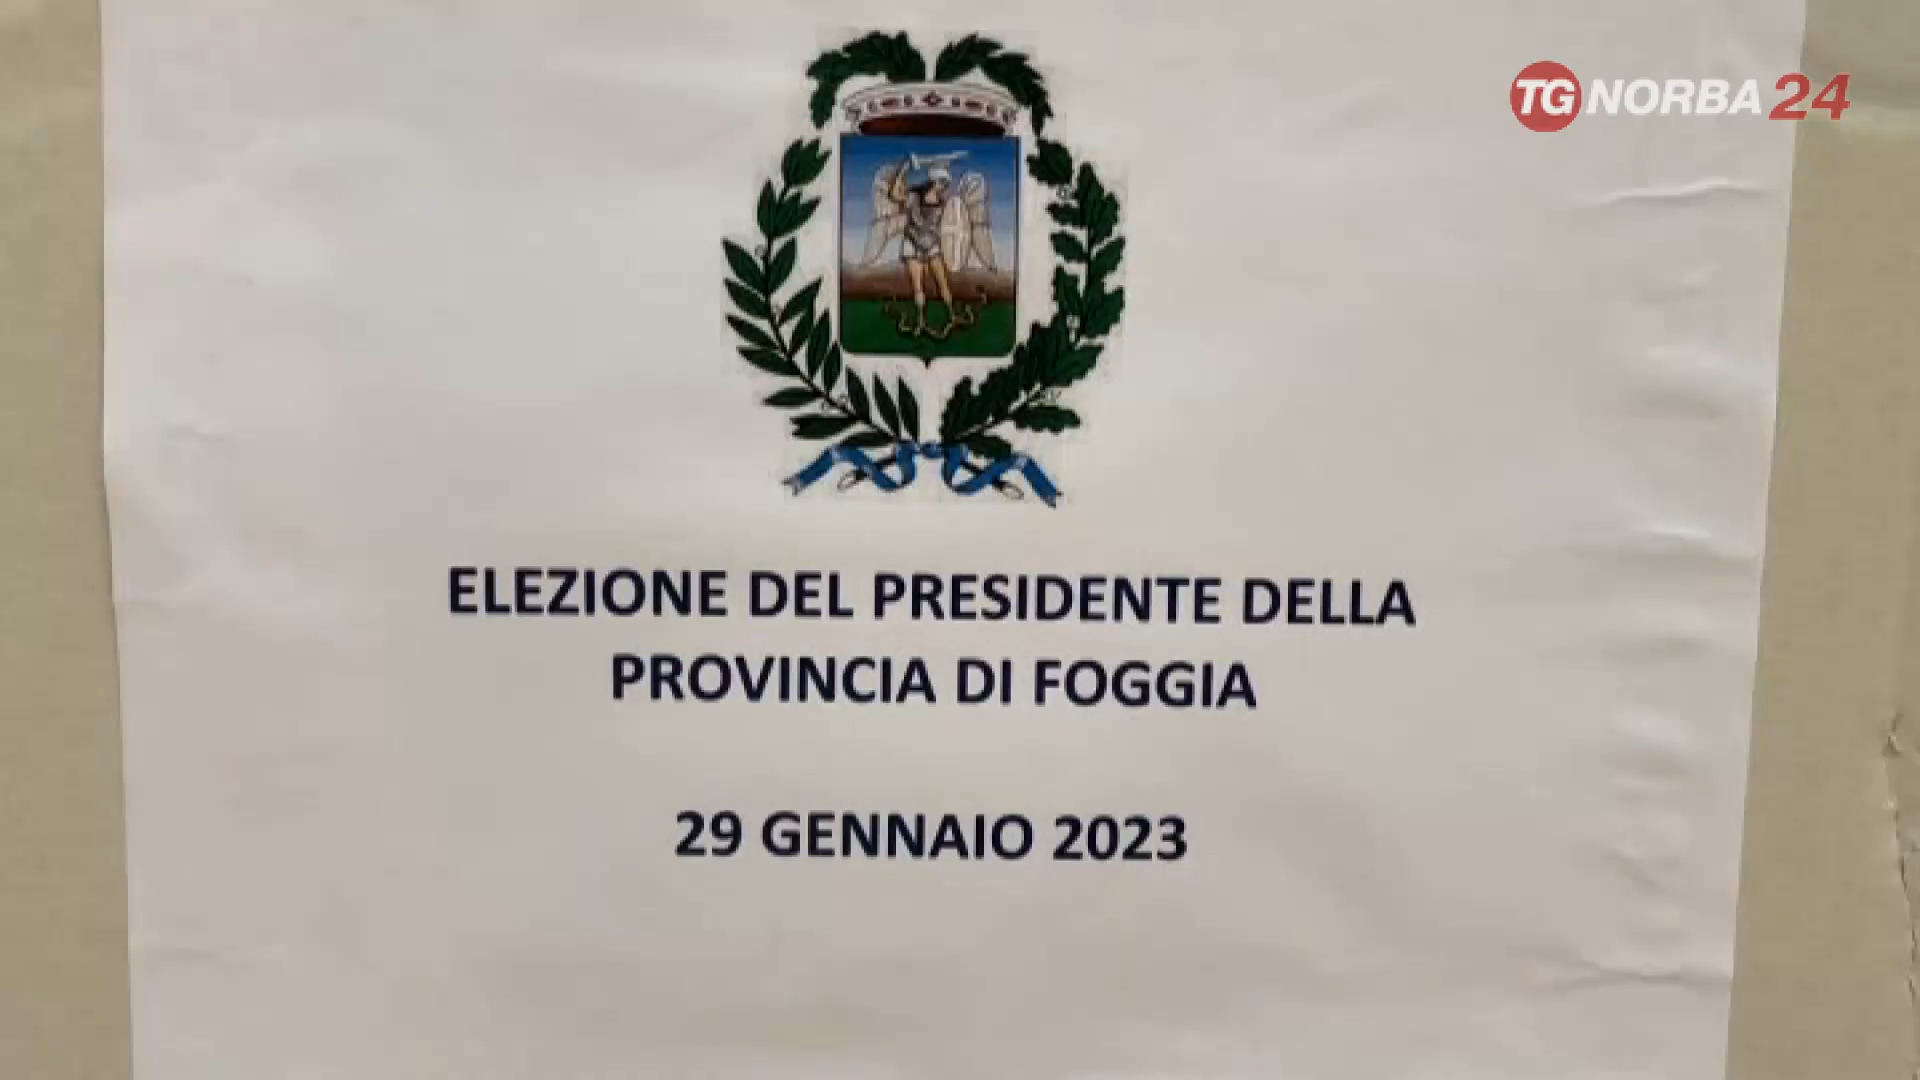 TG NORBA 24
ELEZIONE DEL PRESIDENTE DELLA
PROVINCIA DI FOGGIA
29 GENNAIO 2023